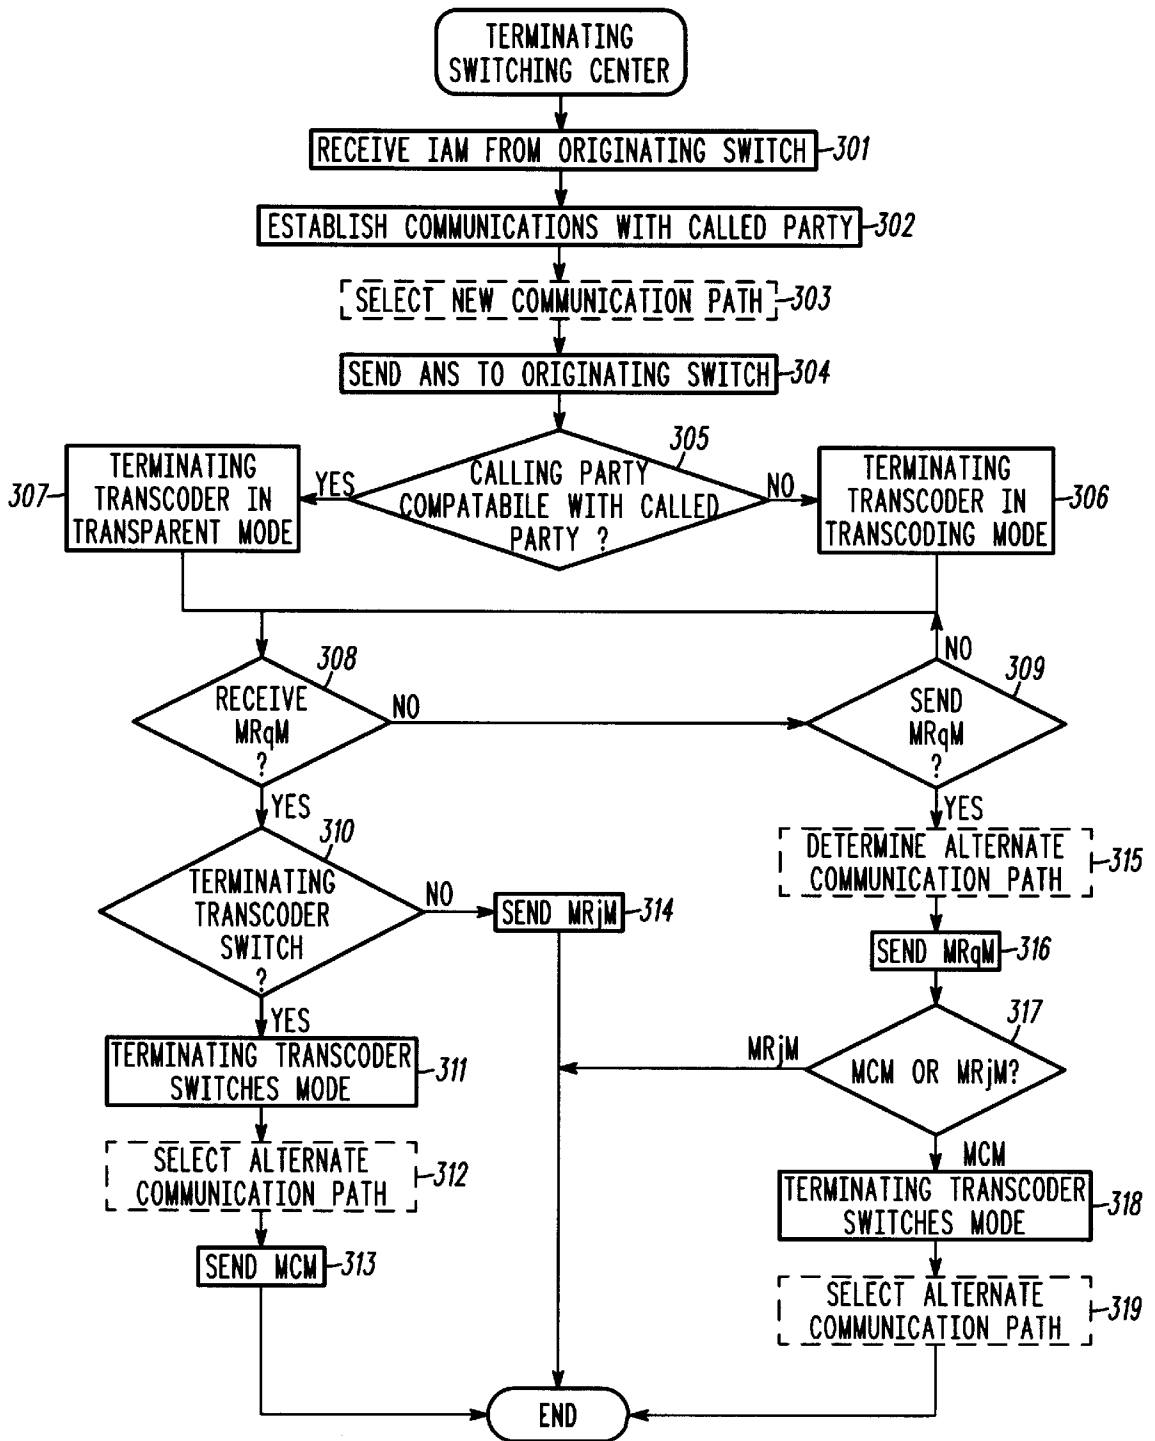 TERMINATING
SWITCHING CENTER
RECEIVE IAM FROM ORIGINATING SWITCH
301
ESTABLISH COMMUNICATIONS WITH CALLED PARTY
302
SELECT NEW COMMUNICATION PATH
303
SEND ANS TO ORIGINATING SWITCH
304
305
CALLING PARTY
COMPATABILE WITH CALLED
PARTY ?
YES
NO
307
TERMINATING
TRANSCODER IN
TRANSPARENT MODE
TERMINATING
TRANSCODER IN
TRANSCODING MODE
306
308
RECEIVE
MRqM
?
NO
YES
NO
309
SEND
MRqM
?
YES
310
TERMINATING
TRANSCODER
SWITCH
?
NO
YES
SEND MRjM
314
DETERMINE ALTERNATE
COMMUNICATION PATH
315
SEND MRqM
316
317
MCM OR MRjM?
MRjM
MCM
TERMINATING TRANSCODER
SWITCHES MODE
311
SELECT ALTERNATE
COMMUNICATION PATH
312
SEND MCM
313
TERMINATING TRANSCODER
SWITCHES MODE
318
SELECT ALTERNATE
COMMUNICATION PATH
319
END